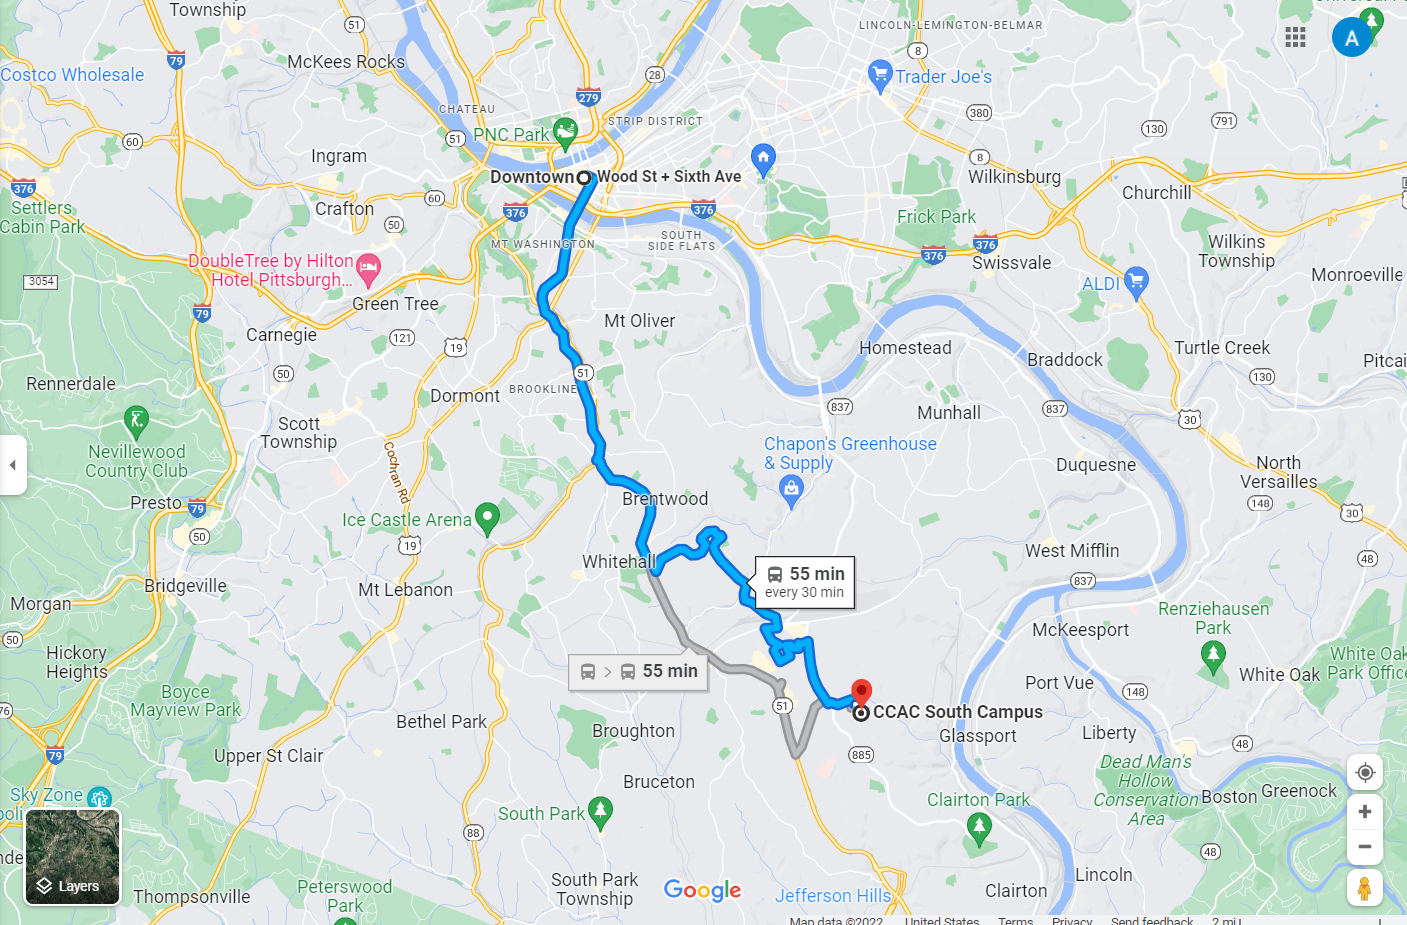 Township
51
LINCOLN-LEMINGTON-BELMAR
A
McKees Rocks
79
8
Costco Wholesale
28
Trader Joe's
279
CHATEAU
STRIP DISTRICT
380
791
PNC Park
130
51
60
Ingram
8
Wilkinsburg
Downtown
Wood St + Sixth Ave
376
Churchill
Settlers
Cabin Park
60
Crafton
50
376
376
Frick Park
MT WASHINGTON
SOUTH
SIDE FLATS
376
376
Wilkins
Township
DoubleTree by Hilton
Hotel Pittsburgh...
Swissvale
Monroeville
3054
ALDI
Green Tree
79
Mt Oliver
Carnegie
121
19
Homestead
Turtle Creek
Braddock
Pitcai
50
51
130
Rennerdale
BROOKLINE
Dormont
837
837
Munhall
30
Scott
Township
Nevillewood
Country Club
Cochran Rd
Chapon's Greenhouse
& Supply
Duquesne
North
Versailles
Presto
79
Brentwood
148
30
Ice Castle Arena
50
19
West Mifflin
148
Whitehall
55 min
every 30 min
Bridgeville
Mt Lebanon
837
Morgan
Renziehausen
Park
50
McKeesport
Hickory
Heights
White Oak
Park Office
55 min
White Oak
Port Vue
148
Boyce
Mayview Park
76
51
CCAC South Campus
Bethel Park
Broughton
Glassport
Liberty
48
79
Upper St Clair
885
Dead Man's
Hollow
Conservation
Area
Bruceton
Sky Zone
Boston
Greenock
South Park
Clairton Park
88
48
Layers
Lincoln
South Park
Township
Peterswood
Park
Thompsonville
Google
Jefferson Hills
Clairton
Map data ©2022
United States
Terms
Privacy
Send feedback
2 mi